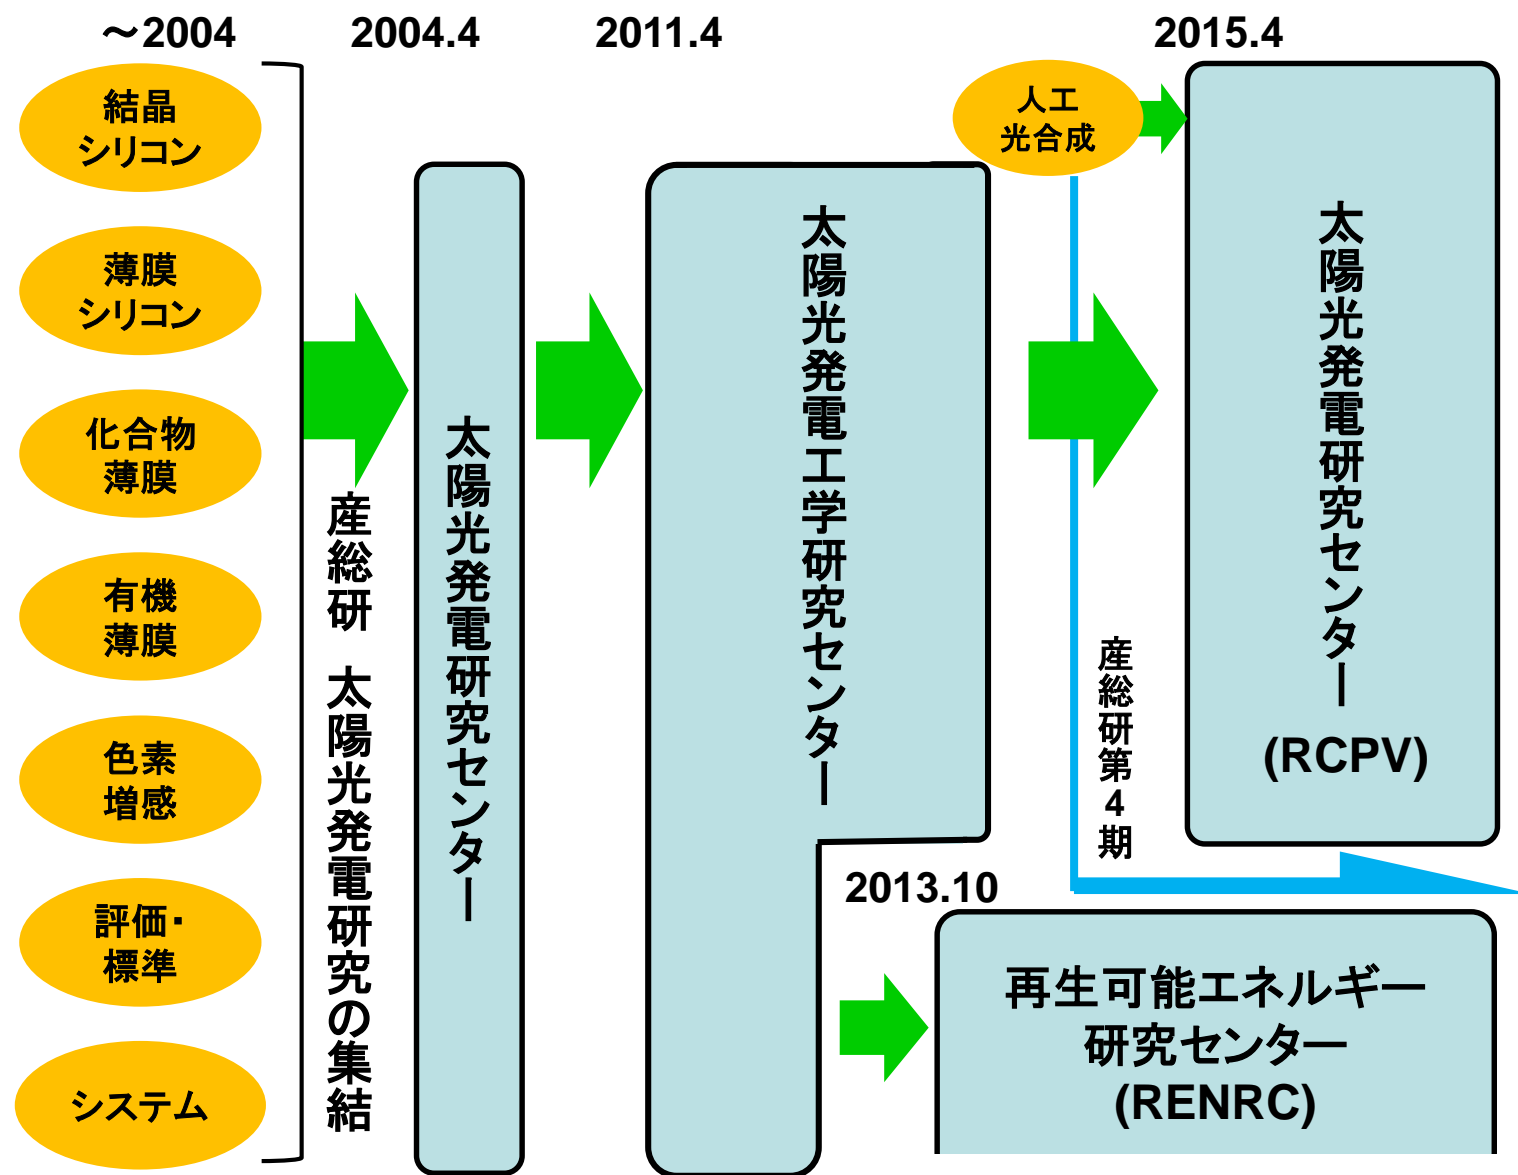 ～2004
2004.4
2011.4
2015.4
結晶
シリコン
薄膜
シリコン
化合物
薄膜
有機
薄膜
色素
増感
評価・
標準
システム
産総研 太陽光発電研究の集結
太陽光発電研究センター
太陽光発電工学研究センター
人工
光合成
産総研第4期
太陽光発電研究センター
(RCPV)
2013.10
再生可能エネルギー
研究センター
(RENRC)